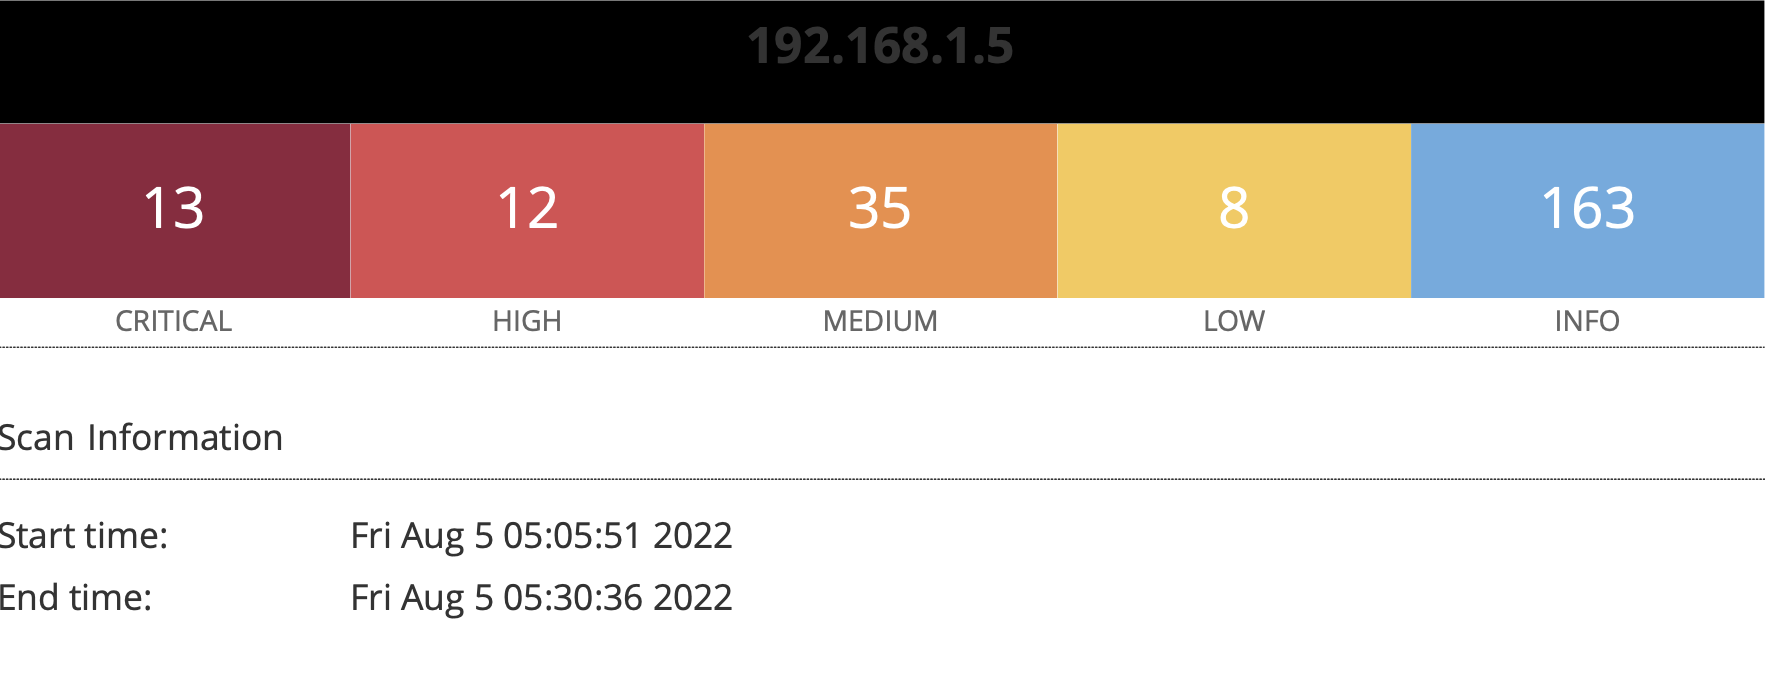 192.168.1.5
13 12 35 8 163
CRITICAL HIGH MEDIUM LOW INFO
Scan Information
Start time: Fri Aug 5 05:05:51 2022
End time: Fri Aug 5 05:30:36 2022